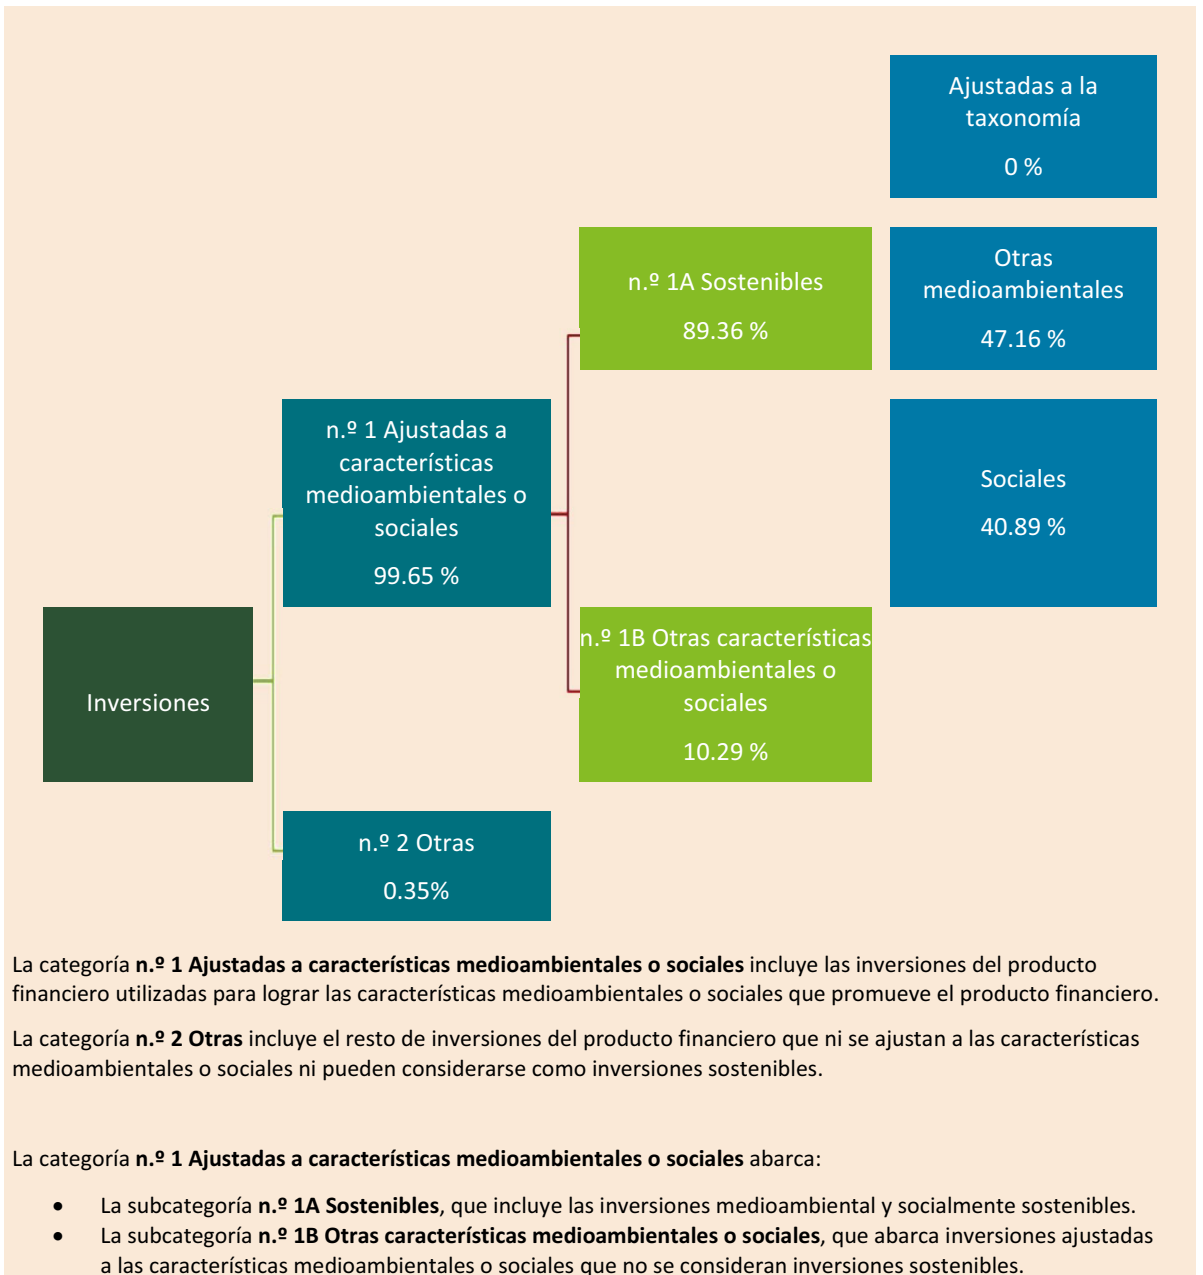 Ajustadas a la
taxonomía
0 %
n.º 1A Sostenibles
89.36 %
Otras
medioambientales
47.16 %
n.º 1 Ajustadas a
características
medioambientales o
sociales
99.65 %
Sociales
40.89 %
Inversiones
n.º 1B Otras características
medioambientales o
sociales
10.29 %
n.º 2 Otras
0.35%
La categoría n.º 1 Ajustadas a características medioambientales o sociales incluye las inversiones del producto
financiero utilizadas para lograr las características medioambientales o sociales que promueve el producto financiero.
La categoría n.º 2 Otras incluye el resto de inversiones del producto financiero que ni se ajustan a las características
medioambientales o sociales ni pueden considerarse como inversiones sostenibles.
La categoría n.º 1 Ajustadas a características medioambientales o sociales abarca:
• La subcategoría n.º 1A Sostenibles, que incluye las inversiones medioambiental y socialmente sostenibles.
• La subcategoría n.º 1B Otras características medioambientales o sociales, que abarca inversiones ajustadas
a las características medioambientales o sociales que no se consideran inversiones sostenibles.